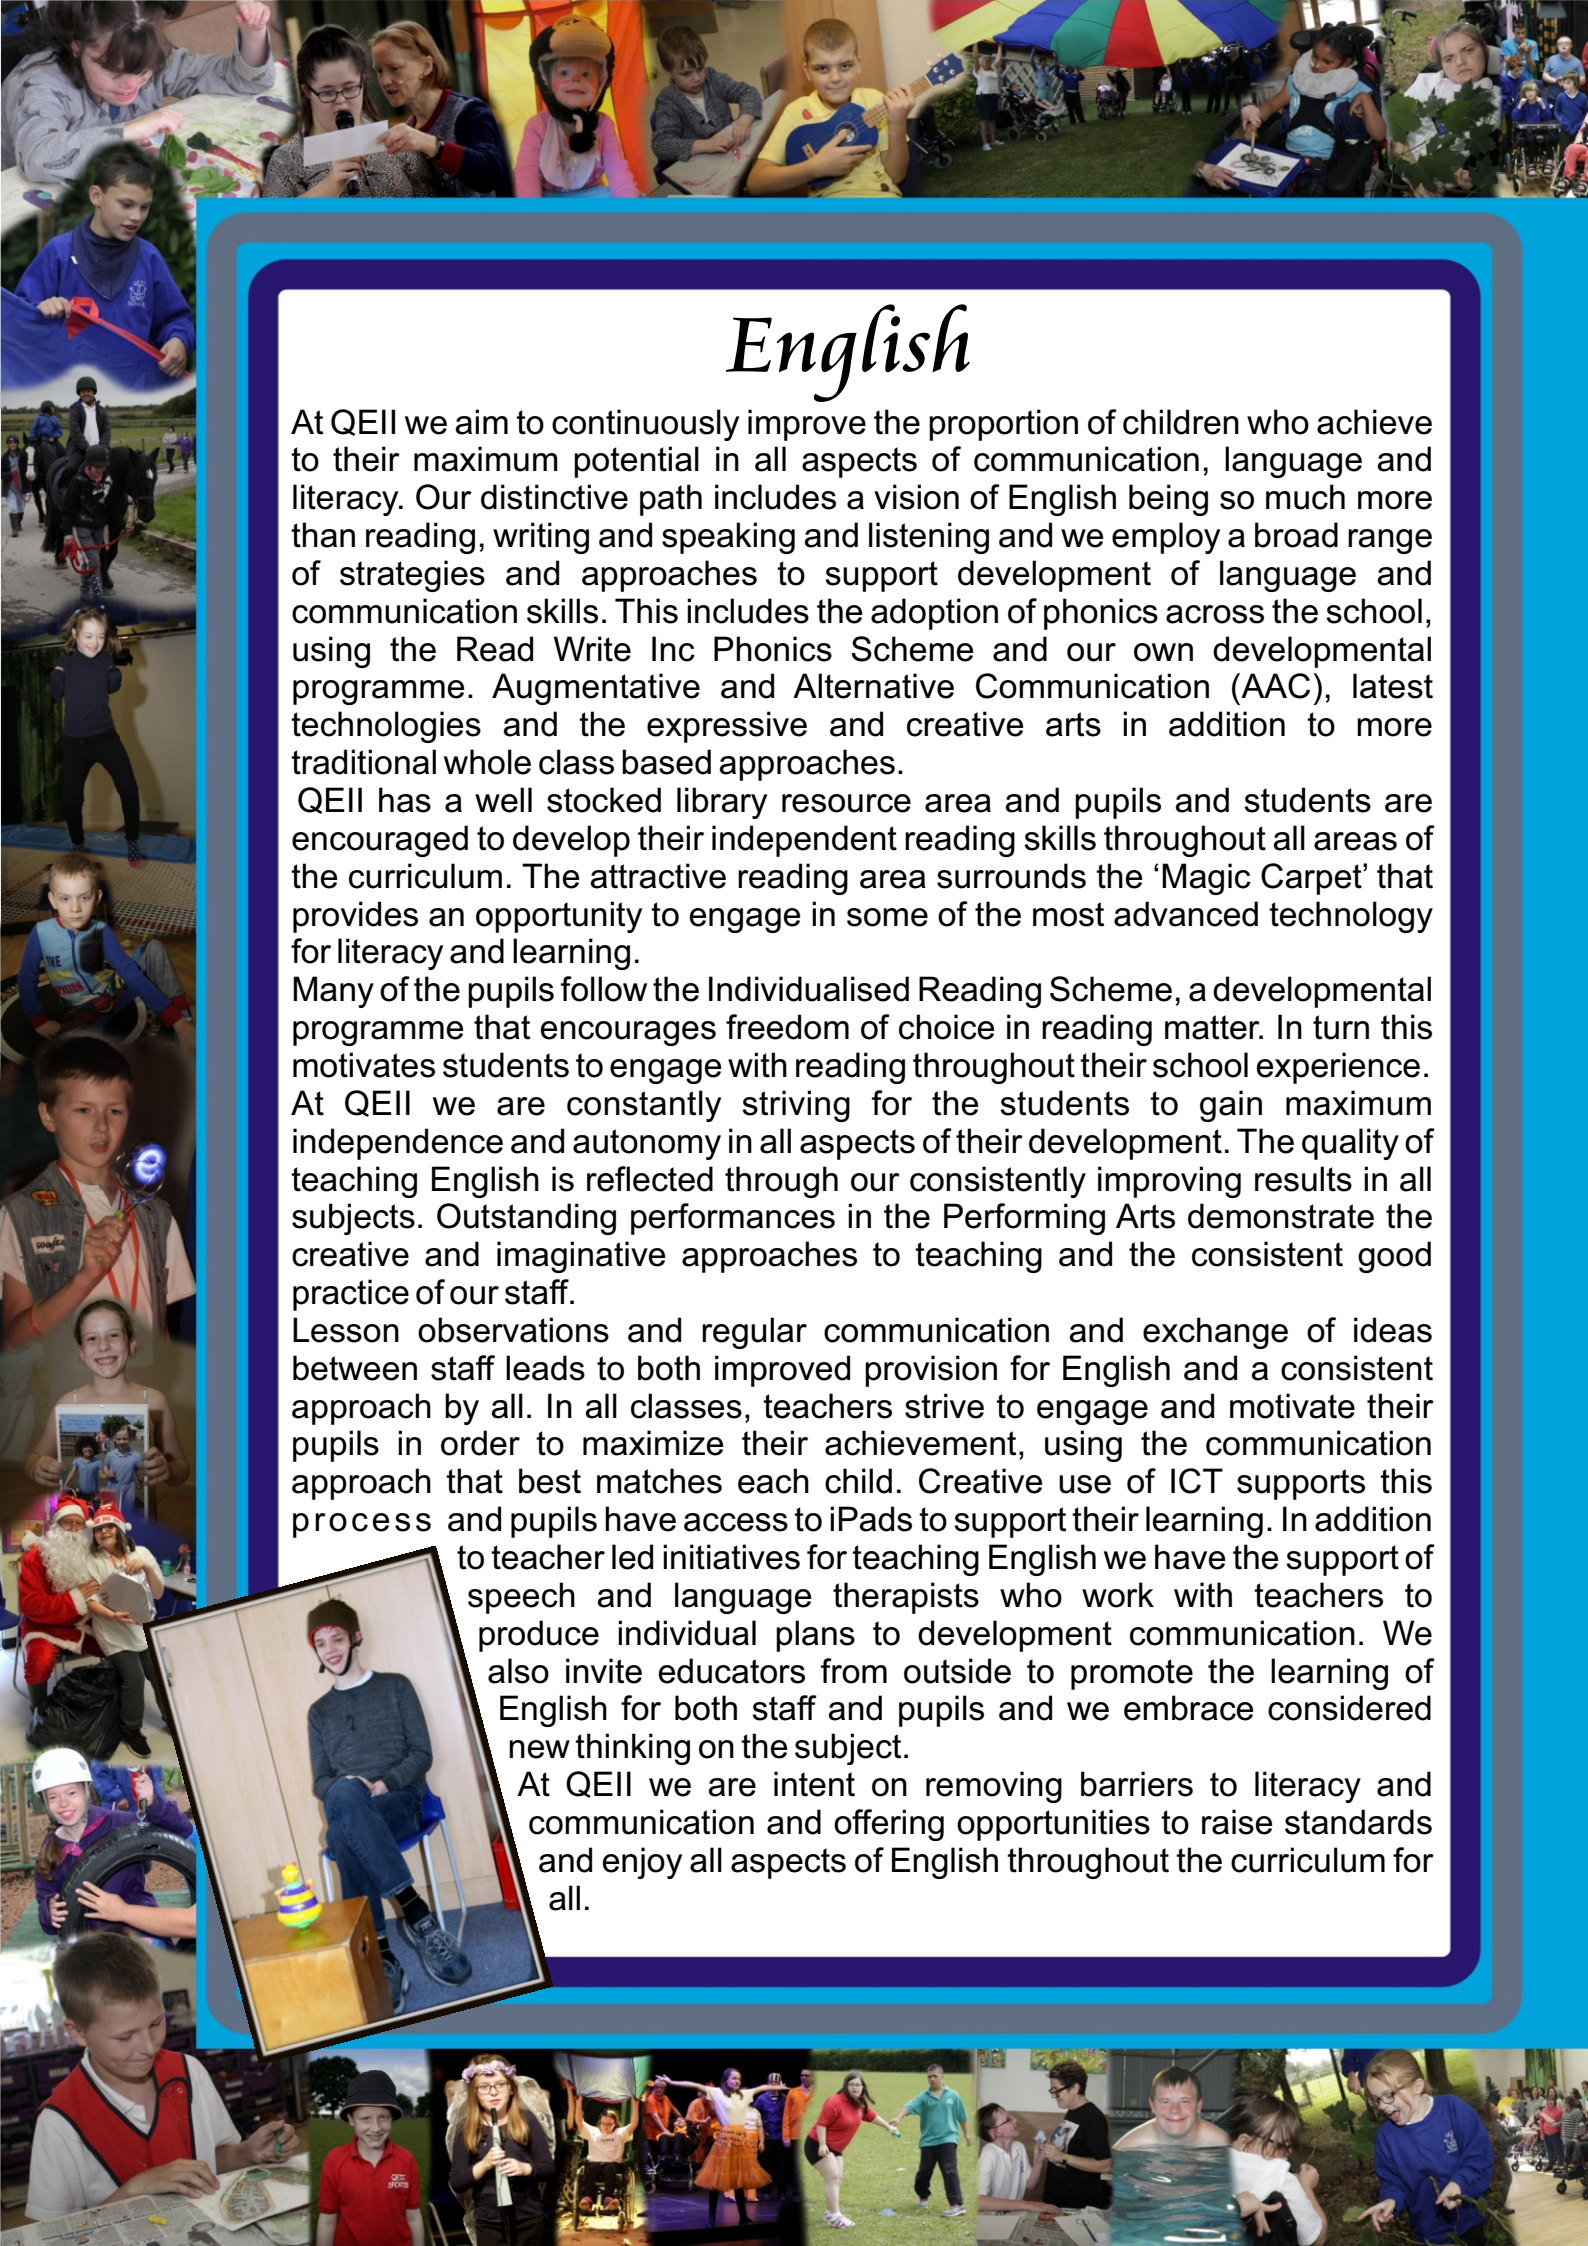 English
At QEII we aim to continuously improve the proportion of children who achieve
to their maximum potential in all aspects of communication, language and
literacy. Our distinctive path includes a vision of English being so much more
than reading, writing and speaking and listening and we employ a broad range
of strategies and approaches to support development of language and
communication skills. This includes the adoption of phonics across the school,
using the Read Write Inc Phonics Scheme and our own developmental
programme. Augmentative and Alternative Communication (AAC), latest
technologies and the expressive and creative arts in addition to more
traditional whole class based approaches.
QEII has a well stocked library resource area and pupils and students are
encouraged to develop their independent reading skills throughout all areas of
the curriculum. The attractive reading area surrounds the ‘Magic Carpet’ that
provides an opportunity to engage in some of the most advanced technology
for literacy and learning.
Many of the pupils follow the Individualised Reading Scheme, a developmental
programme that encourages freedom of choice in reading matter. In turn this
motivates students to engage with reading throughout their school experience.
At QEII we are constantly striving for the students to gain maximum
independence and autonomy in all aspects of their development. The quality of
teaching English is reflected through our consistently improving results in all
subjects. Outstanding performances in the Performing Arts demonstrate the
creative and imaginative approaches to teaching and the consistent good
practice of our staff.
Lesson observations and regular communication and exchange of ideas
between staff leads to both improved provision for English and a consistent
approach by all. In all classes, teachers strive to engage and motivate their
pupils in order to maximize their achievement, using the communication
approach that best matches each child. Creative use of ICT supports this
process and pupils have access to iPads to support their learning. In addition
to teacher led initiatives for teaching English we have the support of
speech and language therapists who work with teachers to
produce individual plans to development communication. We
also invite educators from outside to promote the learning of
English for both staff and pupils and we embrace considered
new thinking on the subject.
At QEII we are intent on removing barriers to literacy and
communication and offering opportunities to raise standards
and enjoy all aspects of English throughout the curriculum for
all.
THE
QEII
SPORTS